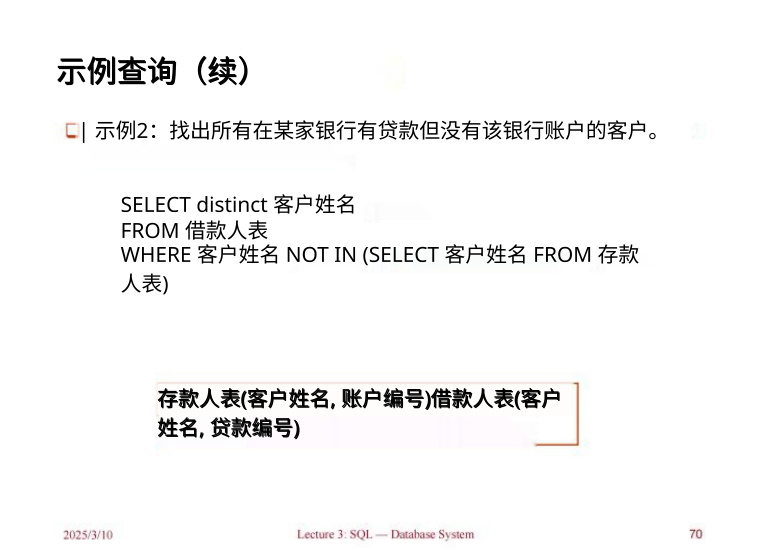 示例查询（续）
| 示例2：找出所有在某家银行有贷款但没有该银行账户的客户。
SELECT distinct 客户姓名
FROM 借款人表
WHERE 客户姓名 NOT IN (SELECT 客户姓名 FROM 存款
人表)
存款人表(客户姓名, 账户编号)借款人表(客户
姓名, 贷款编号)
2025/3/10 Lecture 3: SQL — Database System 70